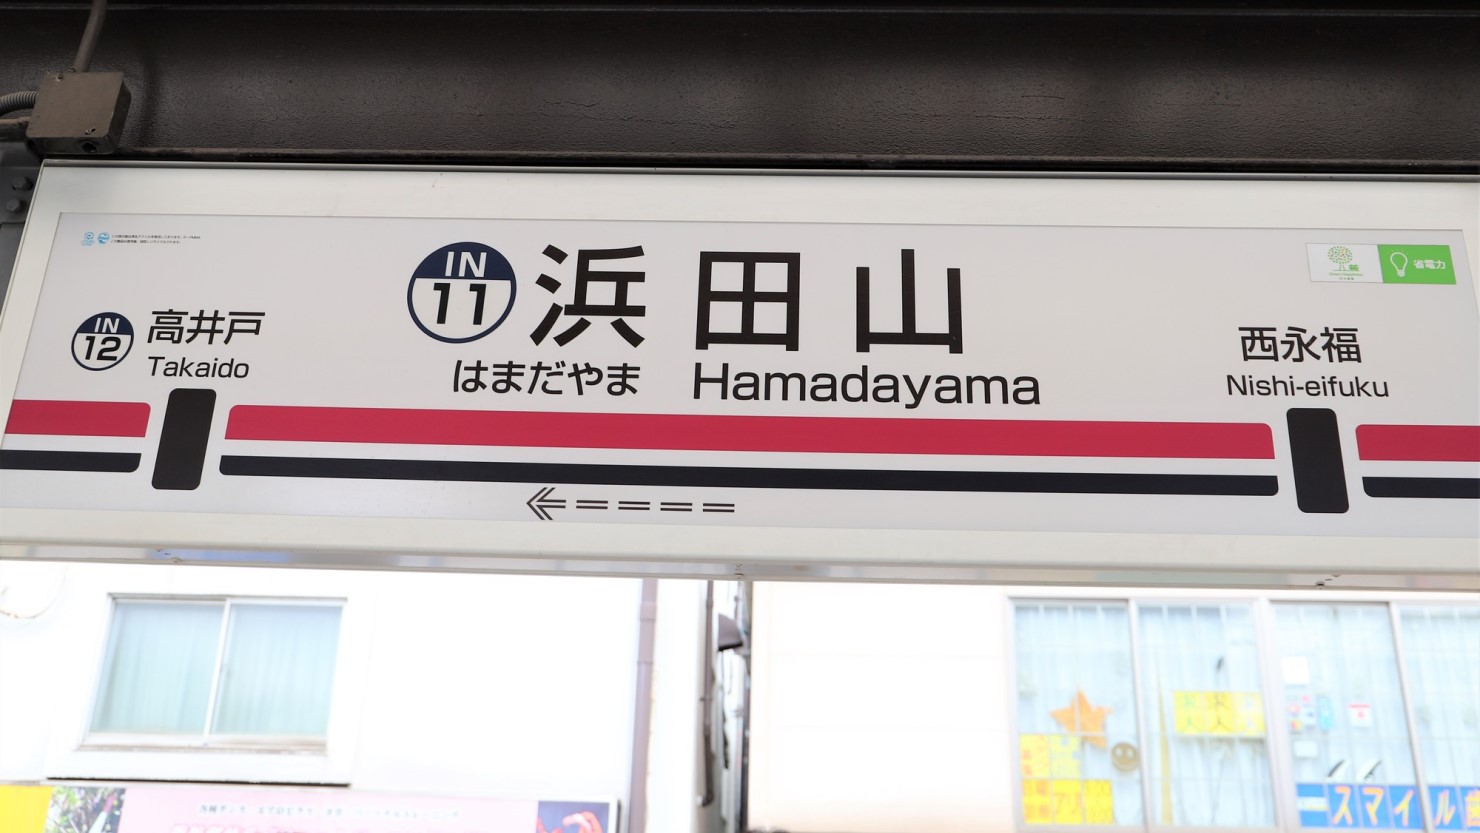 IN
11
浜田山
はまだやま Hamadayama
IN
12
高井戸
Takaido
西永福
Nishi-eifuku
省電力
スマイル